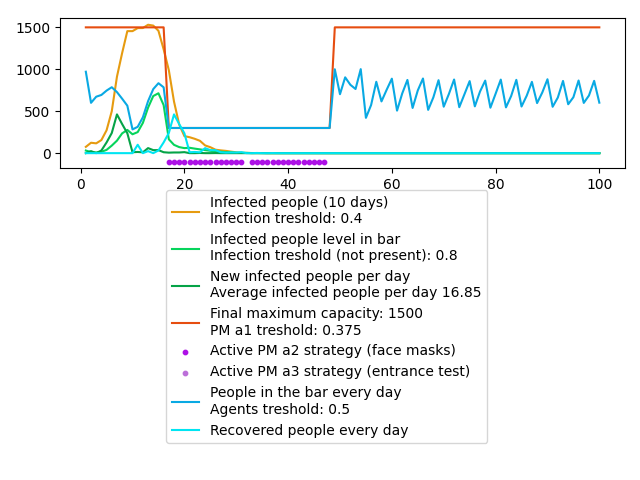 1500
1000
500
0
0
20
40
60
80
100
Infected people (10 days)
Infection treshold: 0.4
Infected people level in bar
Infection treshold (not present): 0.8
New infected people per day
Average infected people per day 16.85
Final maximum capacity: 1500
PM a1 treshold: 0.375
Active PM a2 strategy (face masks)
Active PM a3 strategy (entrance test)
People in the bar every day
Agents treshold: 0.5
Recovered people every day